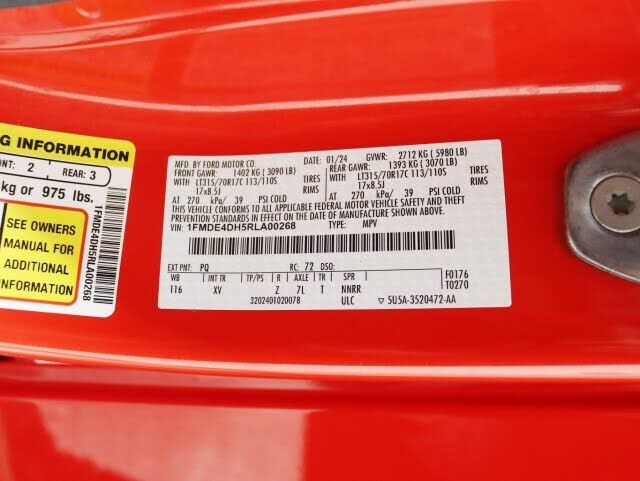 G INFORMATION
NT: 2 REAR: 3
kg or 975 lbs.
SEE OWNERS
MANUAL FOR
ADDITIONAL
INFORMATION
1FMDE4DH5RLA00268
MFD. BY FORD MOTOR CO.
DATE: 01/24 GVWR: 2712 KG ( 5980 LB)
FRONT GAWR: 1402 KG ( 3090 LB)
REAR GAWR: 1393 KG ( 3070 LB)
WITH LT315/70R17C 113/110S TIRES
WITH LT315/70R17C 113/110S TIRES
17x8.5J RIMS
17x8.5J RIMS
AT 270 kPa/ 39 PSI COLD
AT 270 kPa/ 39 PSI COLD
THIS VEHICLE CONFORMS TO ALL APPLICABLE FEDERAL MOTOR VEHICLE SAFETY AND
THEFT PREVENTION STANDARDS IN EFFECT ON THE DATE OF MANUFACTURE SHOWN ABOVE.
VIN: 1FMDE4DH5RLA00268 TYPE: MPV
EXT PNT: PQ RC: 72 DSO:
WB INT TR TP/PS R AXLE TR SPR
116 XV Z 7L T NNRR
F0176
T0270
3202401020078 ULC ▽ 5U5A-3520472-AA